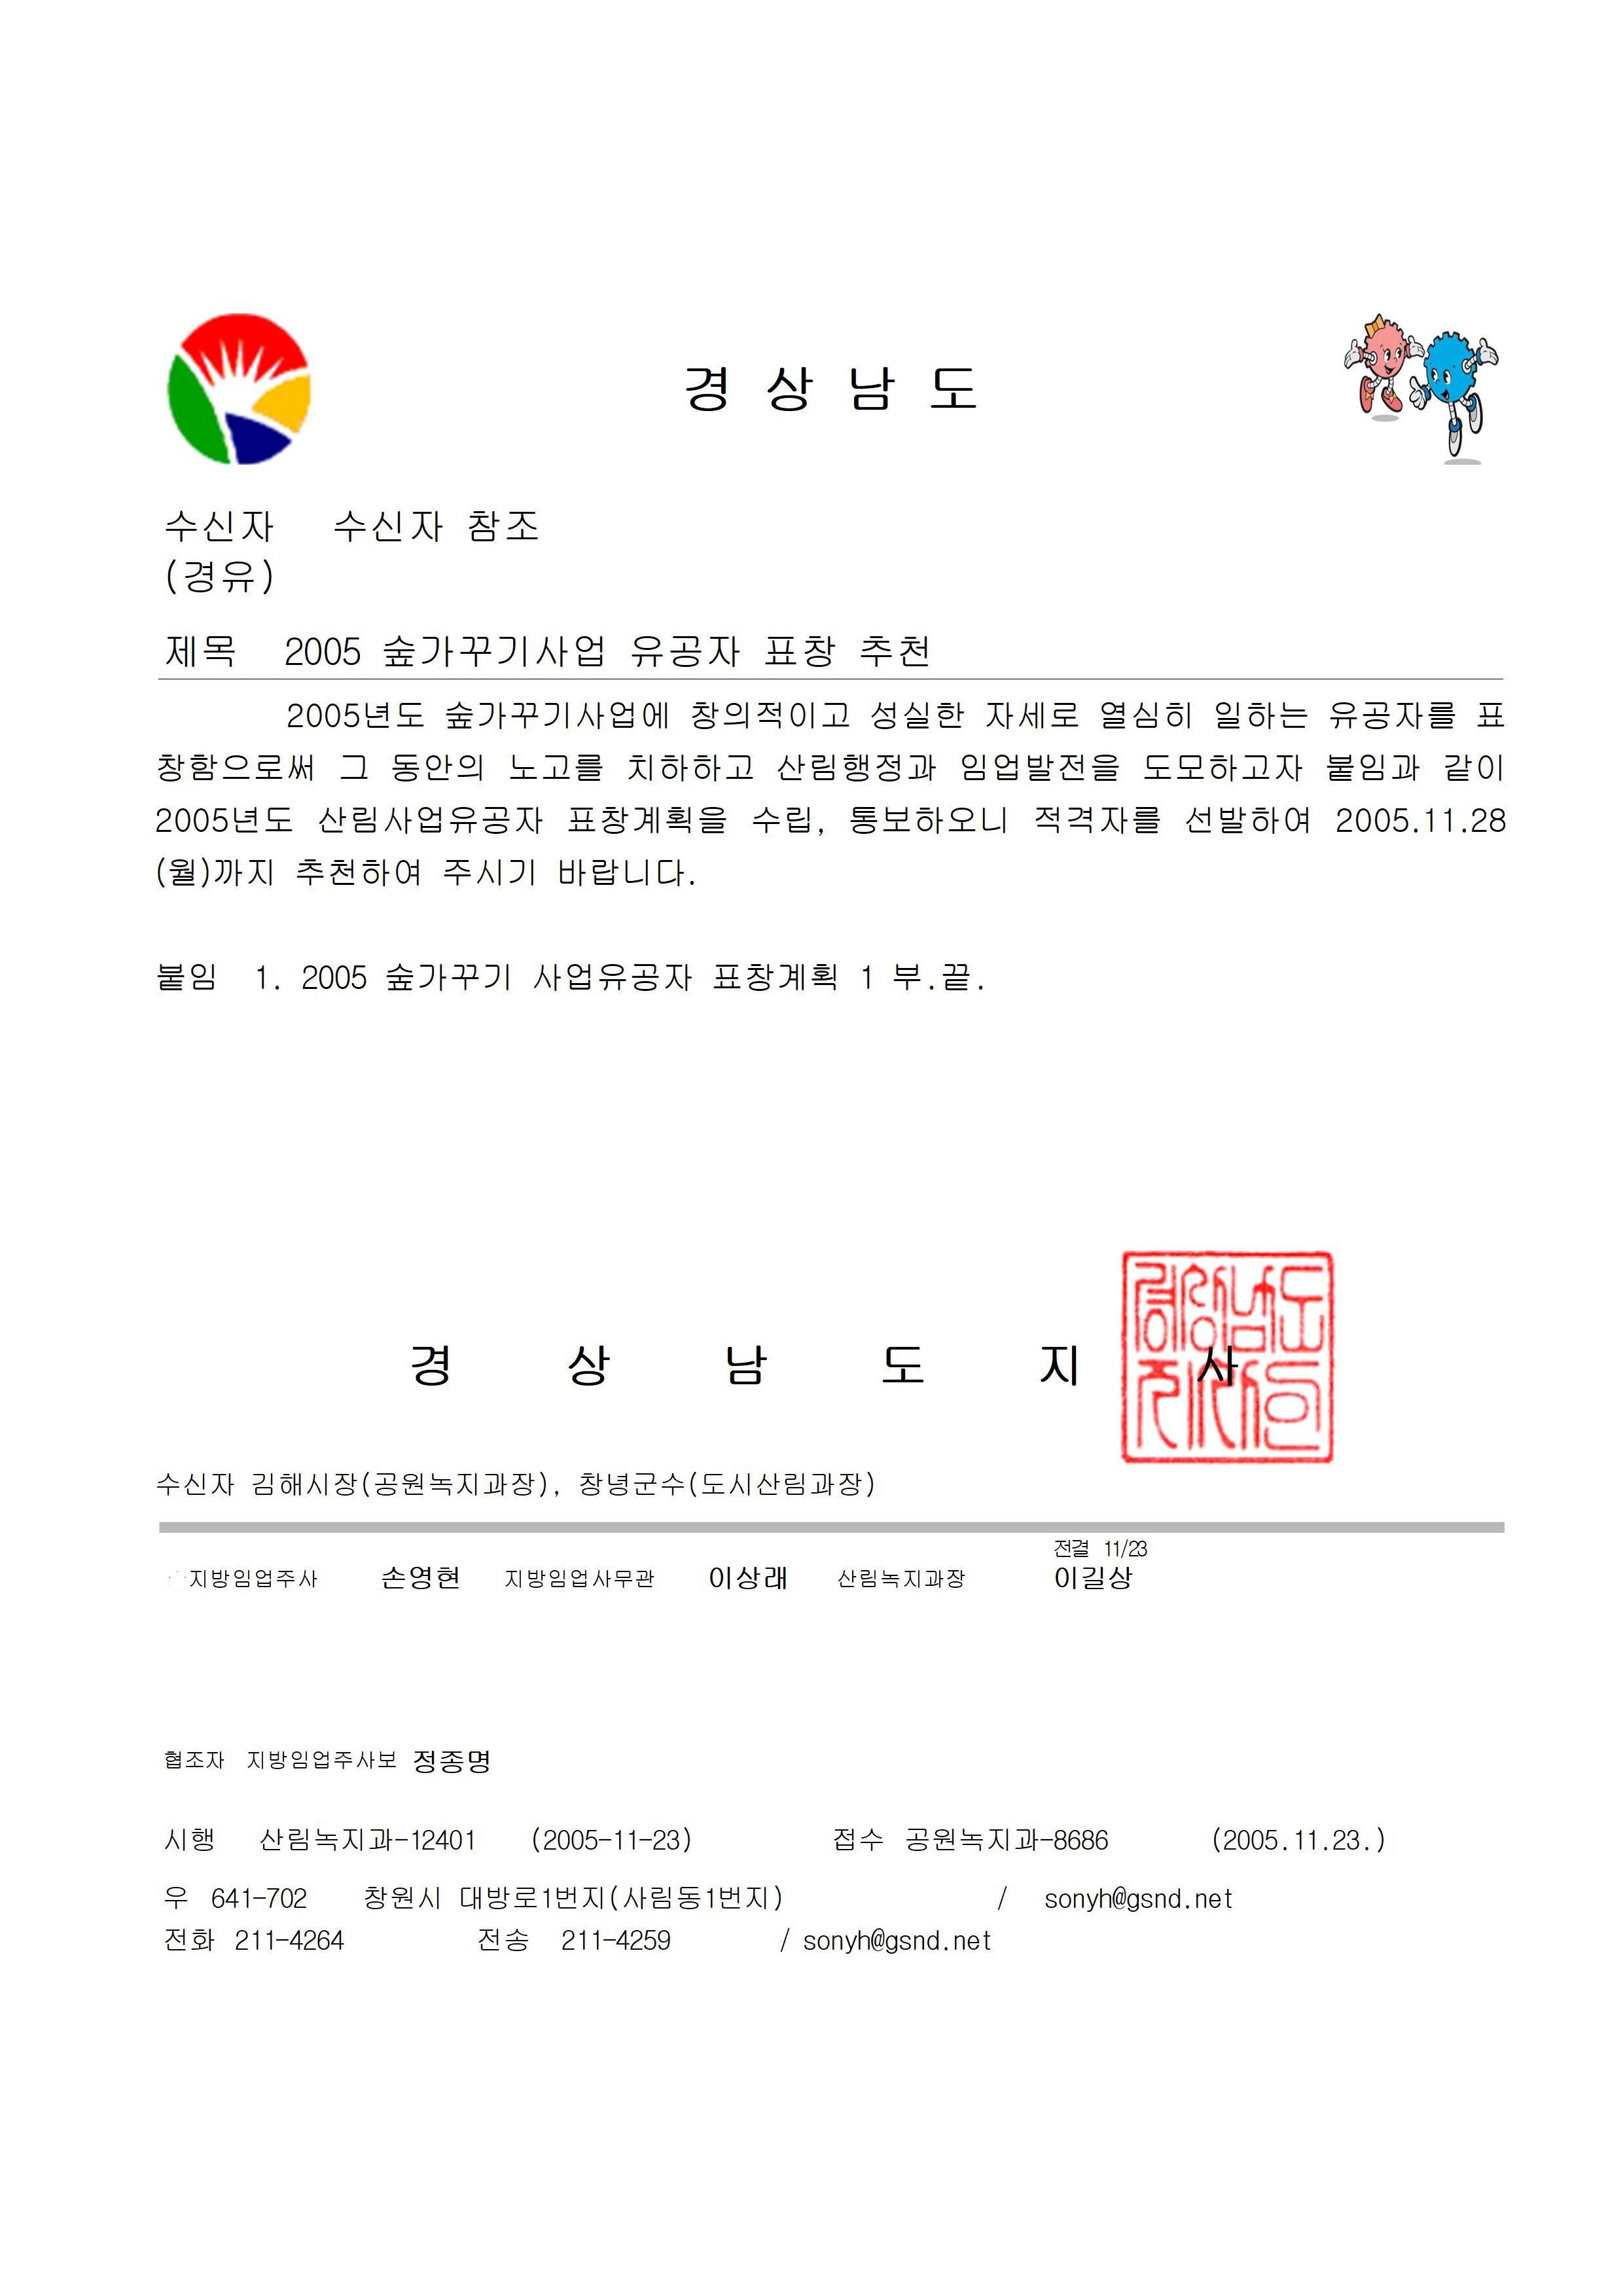 경 상 남 도
수신자 수신자 참조
(경유)
제목 2005 숲가꾸기사업 유공자 표창 추천
2005년도 숲가꾸기사업에 창의적이고 성실한 자세로 열심히 일하는 유공자를 표
창함으로써 그 동안의 노고를 치하하고 산림행정과 임업발전을 도모하고자 붙임과 같이
2005년도 산림사업유공자 표창계획을 수립, 통보하오니 적격자를 선발하여 2005.11.28
(월)까지 추천하여 주시기 바랍니다.
붙임 1. 2005 숲가꾸기 사업유공자 표창계획 1 부.끝.
경 상 남 도 지 사
수신자 김해시장(공원녹지과장), 창녕군수(도시산림과장)
전결 11/23
지방임업주사 손영현 지방임업사무관 이상래 산림녹지과장 이길상
협조자 지방임업주사보 정종명
시행 산림녹지과-12401 (2005-11-23) 접수 공원녹지과-8686 (2005.11.23.)
우 641-702 창원시 대방로1번지(사림동1번지) / sonyh@gsnd.net
전화 211-4264 전송 211-4259 / sonyh@gsnd.net